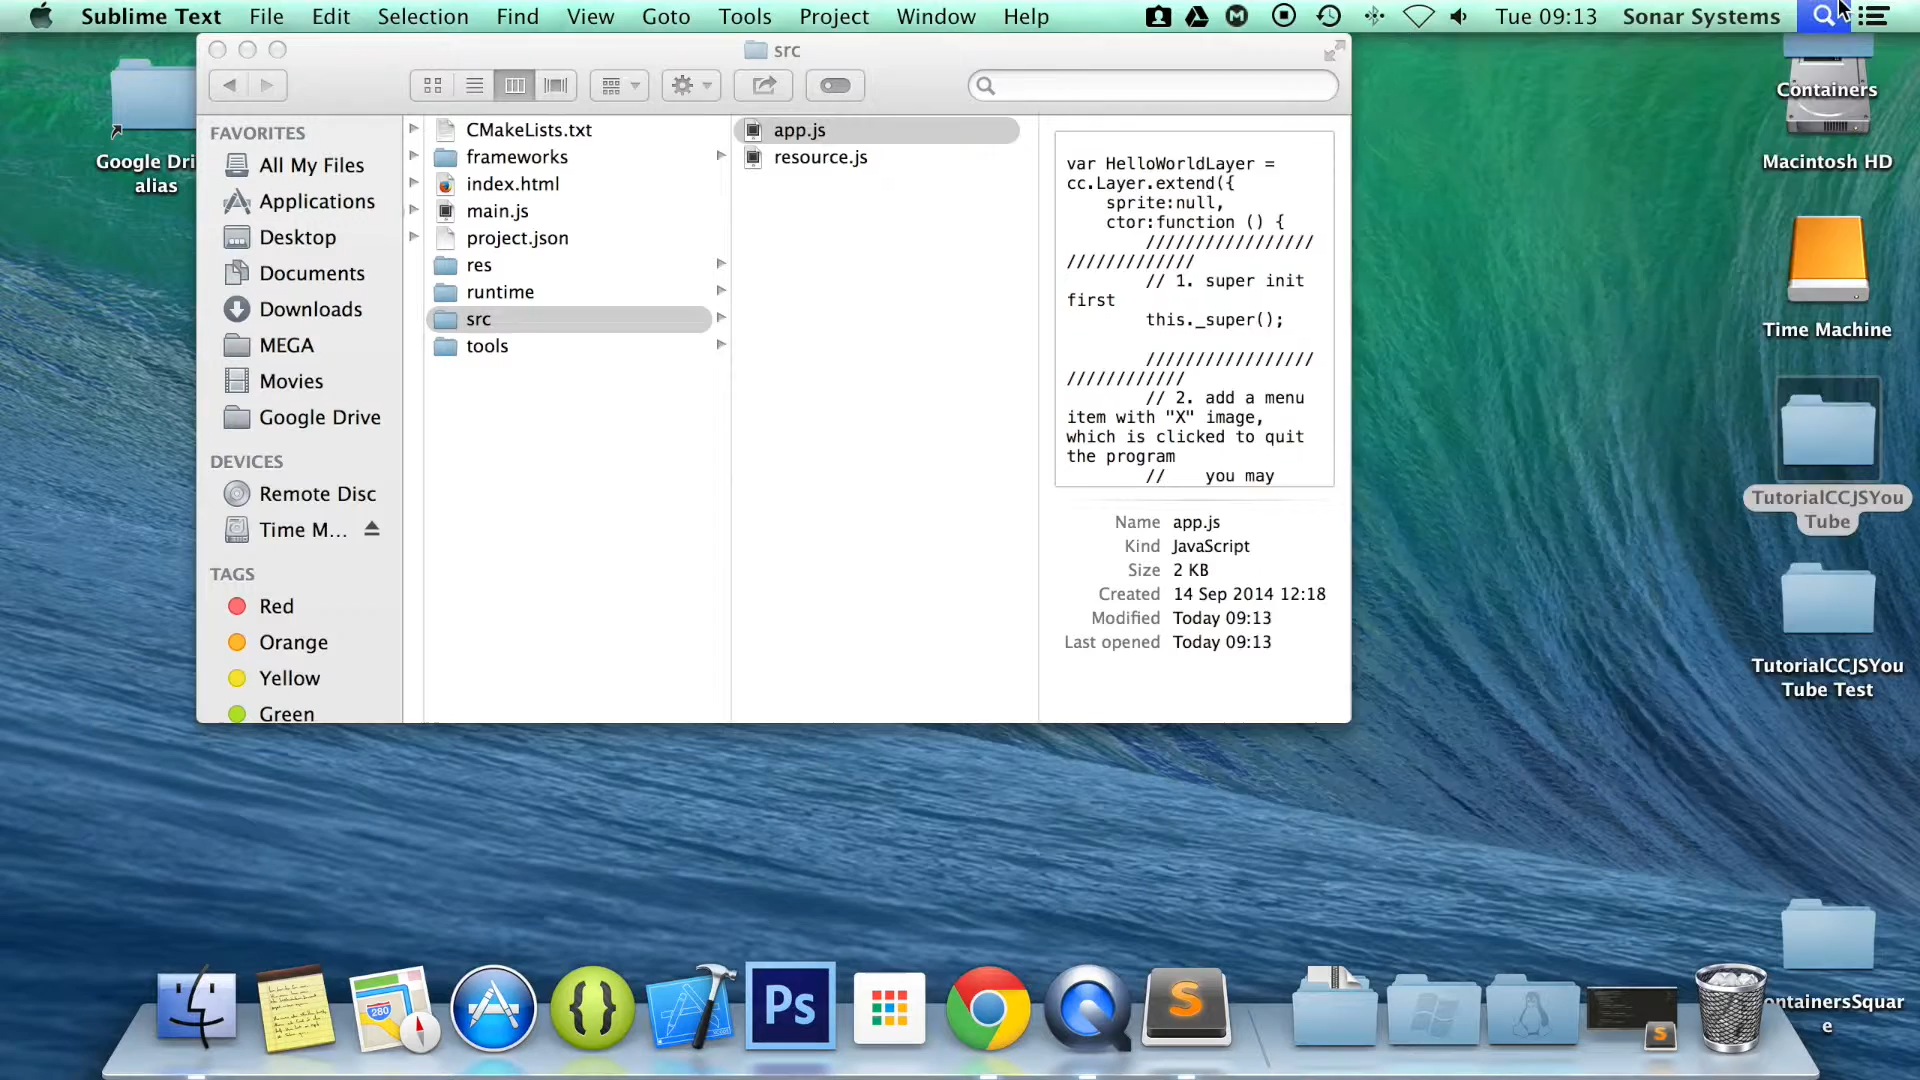 Sublime Text File Edit Selection Find View Goto Tools Project Window Help Tue 09:13 Sonar Systems
src
Google Dri
alias
FAVORITES
All My Files
Applications
Desktop
Documents
Downloads
MEGA
Movies
Google Drive
DEVICES
Remote Disc
Time M...
TAGS
Red
Orange
Yellow
Green
CMakeLists.txt
frameworks
index.html
main.js
project.json
res
runtime
src
tools
app.js
resource.js
var HelloWorldLayer =
cc.Layer.extend({
sprite:null,
ctor:function () {
/////////////////
/////////////
// 1. super init
first
this._super();
/////////////////
////////////
// 2. add a menu
item with "X" image,
which is clicked to quit
the program
// you may
Name app.js
Kind JavaScript
Size 2 KB
Created 14 Sep 2014 12:18
Modified Today 09:13
Last opened Today 09:13
Containers
Macintosh HD
Time Machine
TutorialCCJSYou
Tube
TutorialCCJSYou
Tube Test
ontainersSquar
e
280
Ps
S